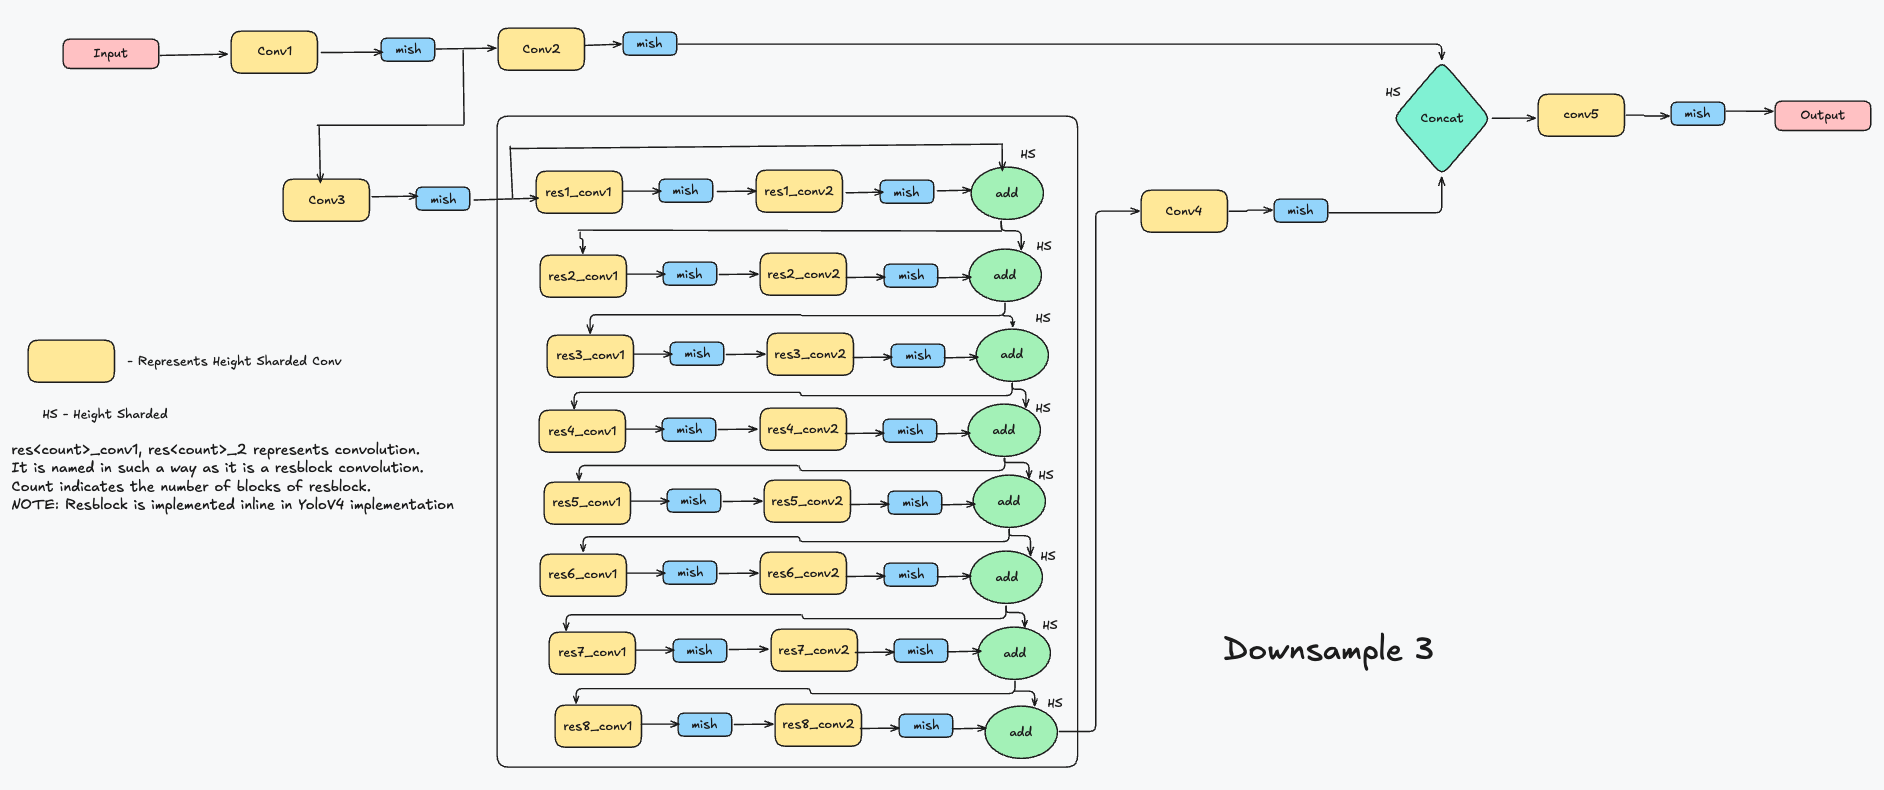 Input
Conv1
mish
Conv2
mish
HS
Concat
conv5
mish
Output
Conv3
mish
HS
res1_conv1
mish
res1_conv2
mish
add
Conv4
mish
HS
res2_conv1
mish
res2_conv2
mish
add
HS
res3_conv1
mish
res3_conv2
mish
add
HS
res4_conv1
mish
res4_conv2
mish
add
HS
res5_conv1
mish
res5_conv2
mish
add
HS
res6_conv1
mish
res6_conv2
mish
add
HS
res7_conv1
mish
res7_conv2
mish
add
HS
res8_conv1
mish
res8_conv2
mish
add
- Represents Height Sharded Conv
HS - Height Sharded
res<count>_conv1, res<count>_2 represents convolution.
It is named in such a way as it is a resblock convolution.
Count indicates the number of blocks of resblock.
NOTE: Resblock is implemented inline in YoloV4 implementation
Downsample 3